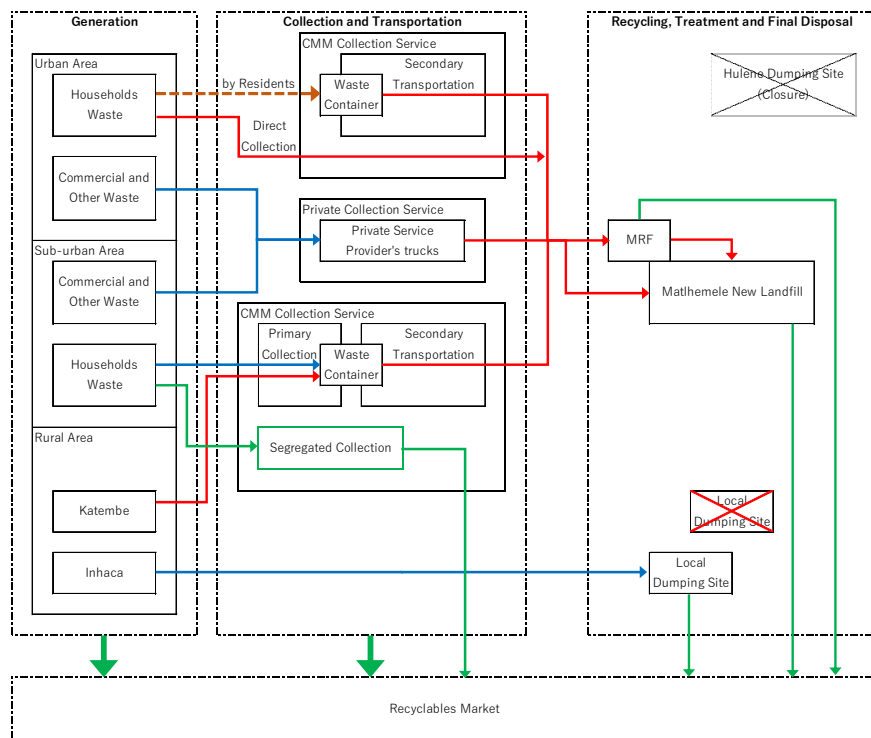 Generation
Collection and Transportation
Recycling, Treatment and Final Disposal
Urban Area
Households
Waste
Commercial and
Other Waste
Sub-urban Area
Commercial and
Other Waste
Households
Waste
Rural Area
Katembe
Inhaca
by Residents
Direct
Collection
CMM Collection Service
Secondary
Transportation
Waste
Container
Private Collection Service
Private Service
Provider's trucks
CMM Collection Service
Primary
Collection
Waste
Container
Secondary
Transportation
Segregated Collection
Hulene Dumping Site
(Closure)
MRF
Matlhemele New Landfill
Local
Dumping Site
Local
Dumping Site
Recyclables Market